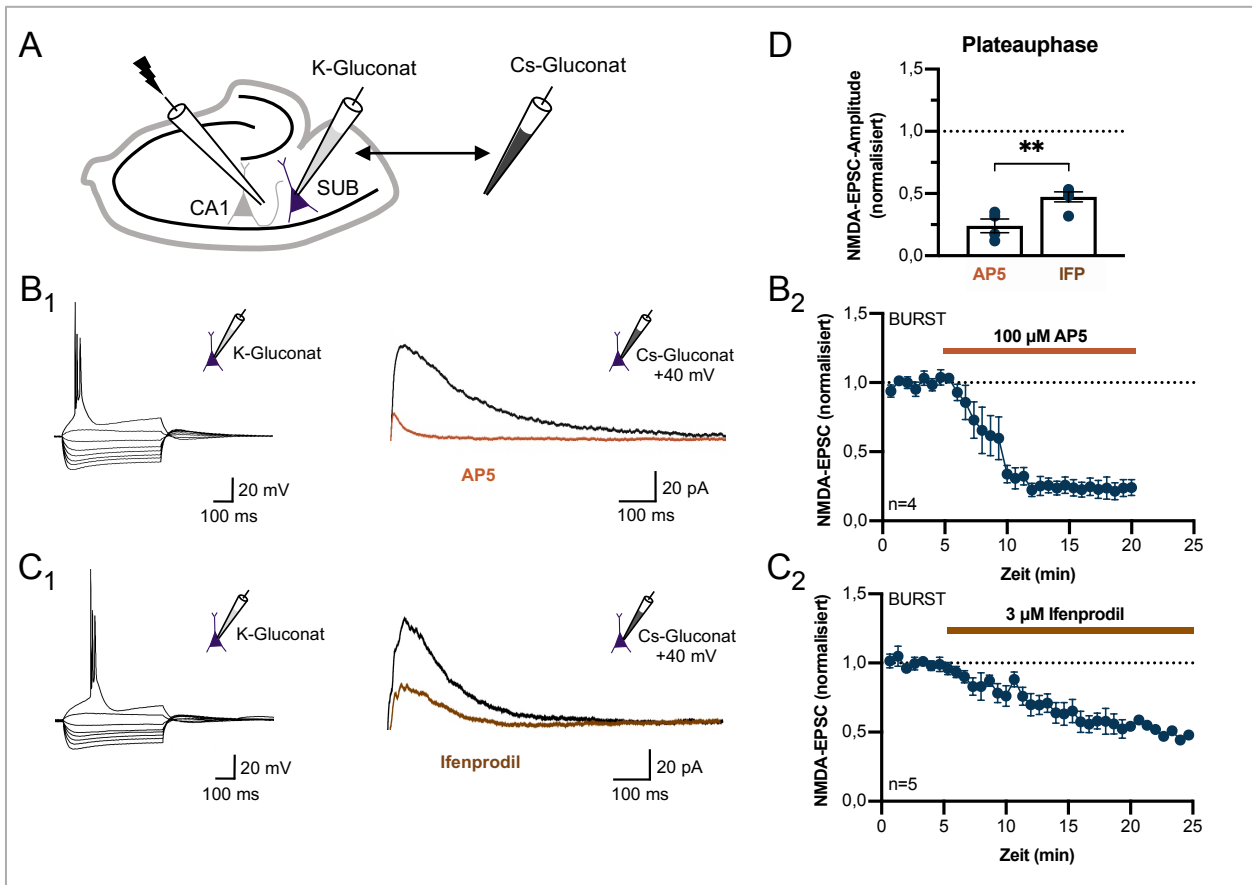 A
K-Gluconat
Cs-Gluconat
CA1
SUB
D
Plateauphase
NMDA-EPSC-Amplitude
(normalisiert)
1,5
1,0
0,5
0,0
**
AP5
IFP
B1
K-Gluconat
20 mV
100 ms
Cs-Gluconat
+40 mV
AP5
20 pA
100 ms
B2
NMDA-EPSC (normalisiert)
1,5
1,0
0,5
0,0
BURST
100 µM AP5
n=4
0 5 10 15 20 25
Zeit (min)
C1
K-Gluconat
20 mV
100 ms
Cs-Gluconat
+40 mV
Ifenprodil
20 pA
100 ms
C2
NMDA-EPSC (normalisiert)
1,5
1,0
0,5
0,0
BURST
3 µM Ifenprodil
n=5
0 5 10 15 20 25
Zeit (min)